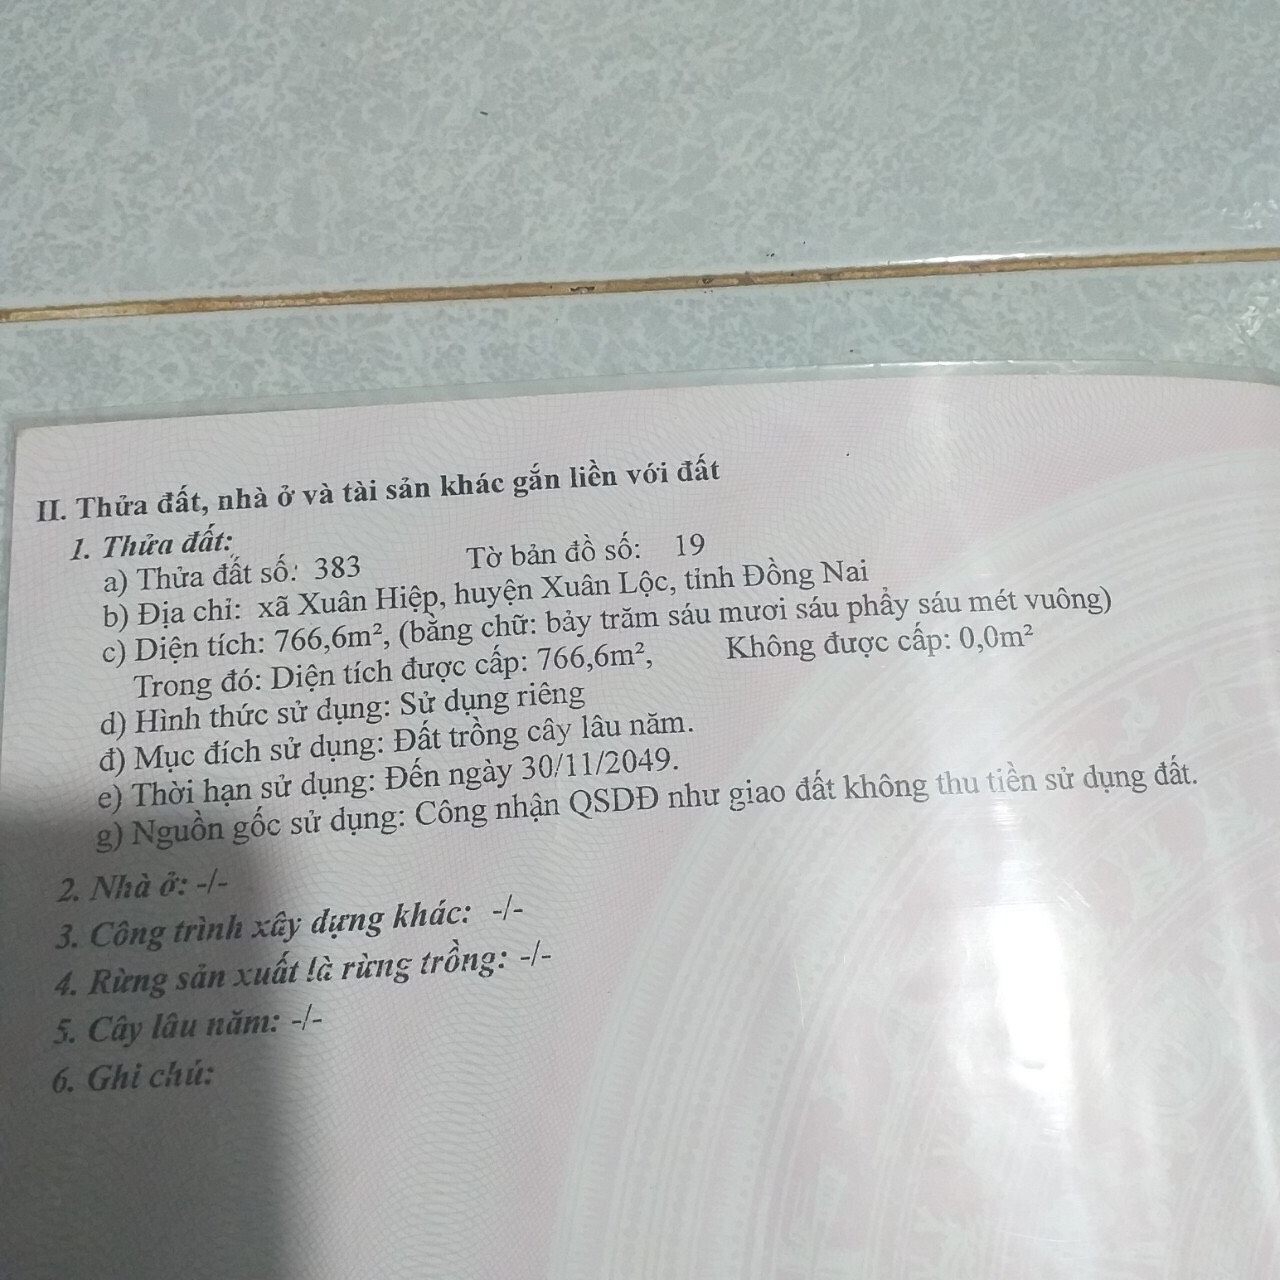 II. Thửa đất, nhà ở và tài sản khác gắn liền với đất
1. Thửa đất:
a) Thửa đất số: 383 Tờ bản đồ số: 19
b) Địa chỉ: xã Xuân Hiệp, huyện Xuân Lộc, tỉnh Đồng Nai
c) Diện tích: 766,6m², (bằng chữ: bảy trăm sáu mươi sáu phẩy sáu mét vuông)
Trong đó: Diện tích được cấp: 766,6m², Không được cấp: 0,0m²
d) Hình thức sử dụng: Sử dụng riêng
đ) Mục đích sử dụng: Đất trồng cây lâu năm.
e) Thời hạn sử dụng: Đến ngày 30/11/2049.
g) Nguồn gốc sử dụng: Công nhận QSDĐ như giao đất không thu tiền sử dụng đất.
2. Nhà ở: -/-
3. Công trình xây dựng khác: -/-
4. Rừng sản xuất là rừng trồng: -/-
5. Cây lâu năm: -/-
6. Ghi chú: